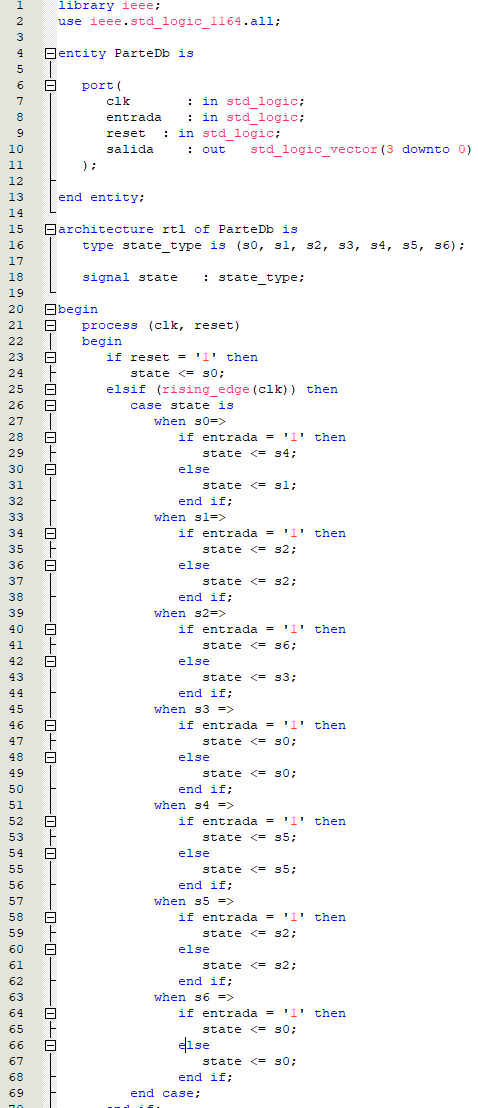 1 library ieee;
2 use ieee.std_logic_1164.all;
3
4 entity ParteDb is
5
6 port(
7 clk : in std_logic;
8 entrada : in std_logic;
9 reset : in std_logic;
10 salida : out std_logic_vector(3 downto 0)
11 );
12
13 end entity;
14
15 architecture rtl of ParteDb is
16 type state_type is (s0, s1, s2, s3, s4, s5, s6);
17
18 signal state : state_type;
19
20 begin
21 process (clk, reset)
22 begin
23 if reset = '1' then
24 state <= s0;
25 elsif (rising_edge(clk)) then
26 case state is
27 when s0=>
28 if entrada = '1' then
29 state <= s4;
30 else
31 state <= s1;
32 end if;
33 when s1=>
34 if entrada = '1' then
35 state <= s2;
36 else
37 state <= s2;
38 end if;
39 when s2=>
40 if entrada = '1' then
41 state <= s6;
42 else
43 state <= s3;
44 end if;
45 when s3 =>
46 if entrada = '1' then
47 state <= s0;
48 else
49 state <= s0;
50 end if;
51 when s4 =>
52 if entrada = '1' then
53 state <= s5;
54 else
55 state <= s5;
56 end if;
57 when s5 =>
58 if entrada = '1' then
59 state <= s2;
60 else
61 state <= s2;
62 end if;
63 when s6 =>
64 if entrada = '1' then
65 state <= s0;
66 else
67 state <= s0;
68 end if;
69 end case;
70 end if;